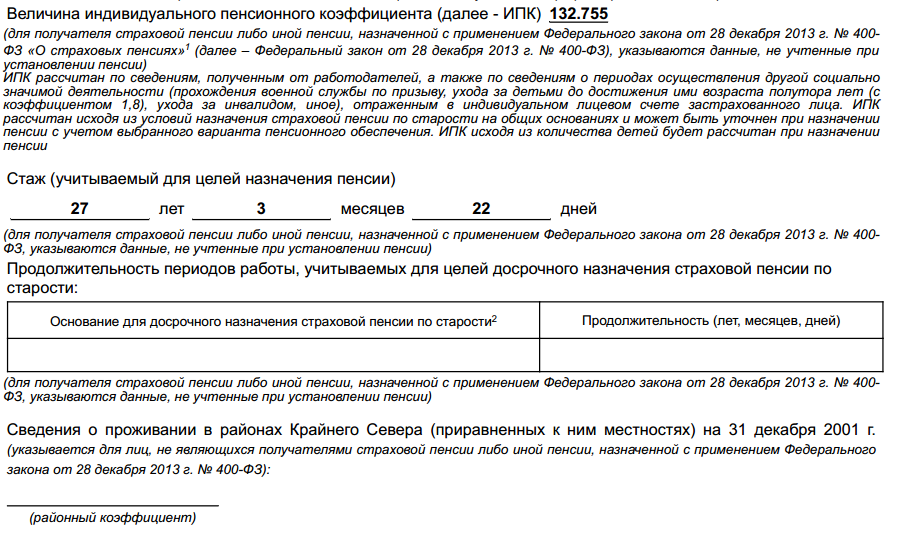 Величина индивидуального пенсионного коэффициента (далее - ИПК) 132.755
(для получателя страховой пенсии либо иной пенсии, назначенной с применением Федерального закона от 28 декабря 2013 г. № 400-
ФЗ «О страховых пенсиях»¹ (далее – Федеральный закон от 28 декабря 2013 г. № 400-ФЗ), указываются данные, не учтенные при
установлении пенсии)
ИПК рассчитан по сведениям, полученным от работодателей, а также по сведениям о периодах осуществления другой социально
значимой деятельности (прохождения военной службы по призыву, ухода за детьми до достижения ими возраста полутора лет (с
коэффициентом 1,8), ухода за инвалидом, иное), отраженным в индивидуальном лицевом счете застрахованного лица. ИПК
рассчитан исходя из условий назначения страховой пенсии по старости на общих основаниях и может быть уточнен при назначении
пенсии с учетом выбранного варианта пенсионного обеспечения. ИПК исходя из количества детей будет рассчитан при назначении
пенсии
Стаж (учитываемый для целей назначения пенсии)
27 лет 3 месяцев 22 дней
(для получателя страховой пенсии либо иной пенсии, назначенной с применением Федерального закона от 28 декабря 2013 г. № 400-
ФЗ, указываются данные, не учтенные при установлении пенсии)
Продолжительность периодов работы, учитываемых для целей досрочного назначения страховой пенсии по
старости:
Основание для досрочного назначения страховой пенсии по старости² Продолжительность (лет, месяцев, дней)
(для получателя страховой пенсии либо иной пенсии, назначенной с применением Федерального закона от 28 декабря 2013 г. № 400-
ФЗ, указываются данные, не учтенные при установлении пенсии)
Сведения о проживании в районах Крайнего Севера (приравненных к ним местностях) на 31 декабря 2001 г.
(указывается для лиц, не являющихся получателями страховой пенсии либо иной пенсии, назначенной с применением Федерального
закона от 28 декабря 2013 г. № 400-ФЗ):
(районный коэффициент)